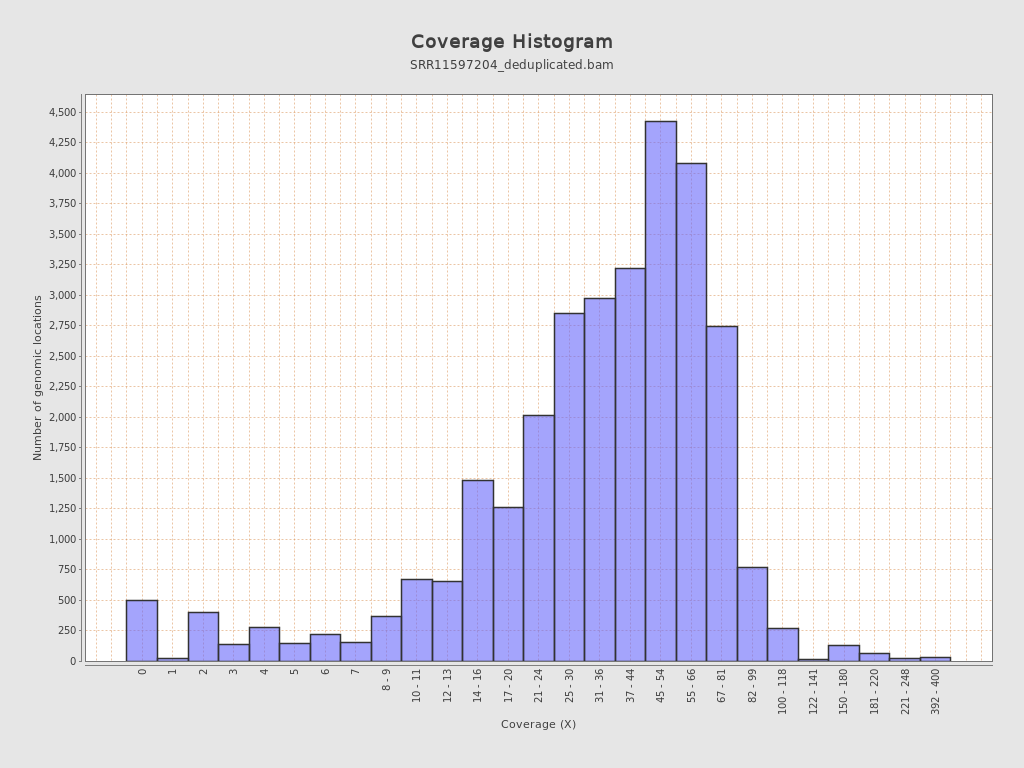 Coverage Histogram
SRR11597204_deduplicated.bam
Number of genomic locations
4,500
4,250
4,000
3,750
3,500
3,250
3,000
2,750
2,500
2,250
2,000
1,750
1,500
1,250
1,000
750
500
250
0
0
1
2
3
4
5
6
7
8 - 9
10 - 11
12 - 13
14 - 16
17 - 20
21 - 24
25 - 30
31 - 36
37 - 44
45 - 54
55 - 66
67 - 81
82 - 99
100 - 118
122 - 141
150 - 180
181 - 220
221 - 248
392 - 400
Coverage (X)